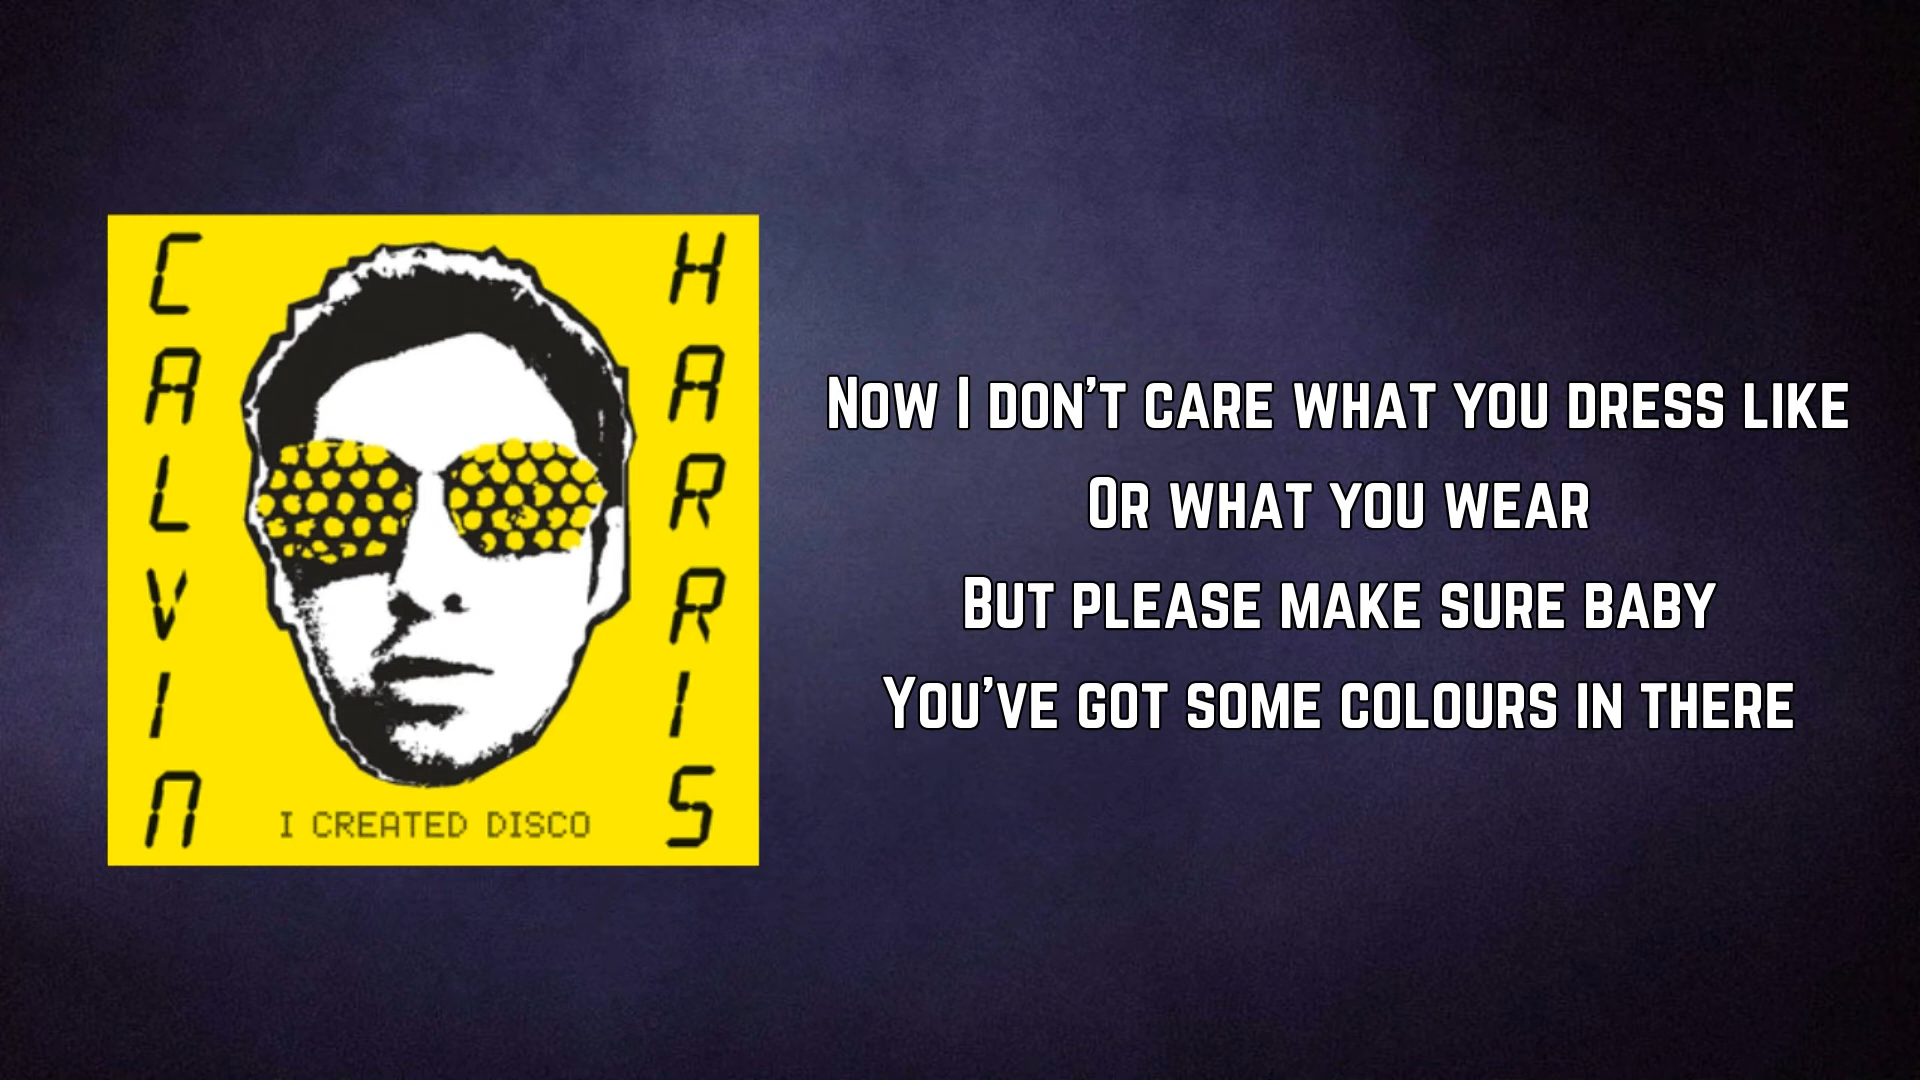 CALVIN
HARRIS
I CREATED DISCO
Now I don't care what you dress like
Or what you wear
But please make sure baby
You've got some colours in there